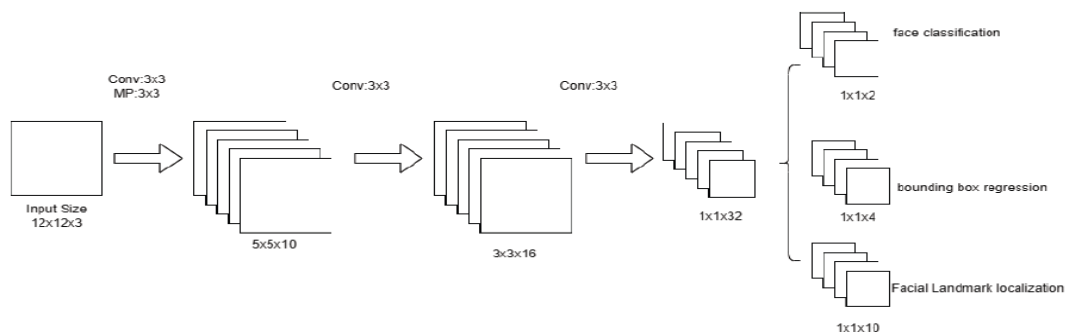 Conv:3x3
MP:3x3
Conv:3x3
Conv:3x3
Input Size
12x12x3
5x5x10
3x3x16
1x1x32
face classification
1x1x2
bounding box regression
1x1x4
Facial Landmark localization
1x1x10